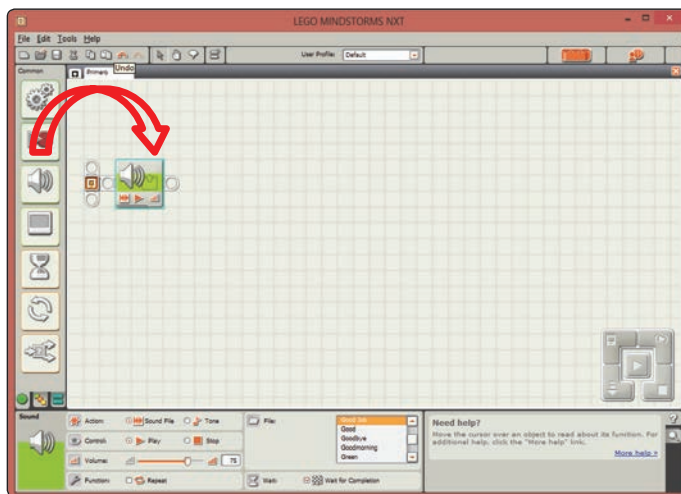 LEGO MINDSTORMS NXT
File Edit Tools Help
User Profile: Default
Common
Primary Undo
Sound
Action: Sound File Tone
Control: Play Stop
Volume: 75
Function: Repeat
File: Good Job
Good
Goodbye
Goodmorning
Green
Wait: Wait for Completion
Need help?
Move the cursor over an object to read about its function. For
additional help, click the "More help" link.
More help »